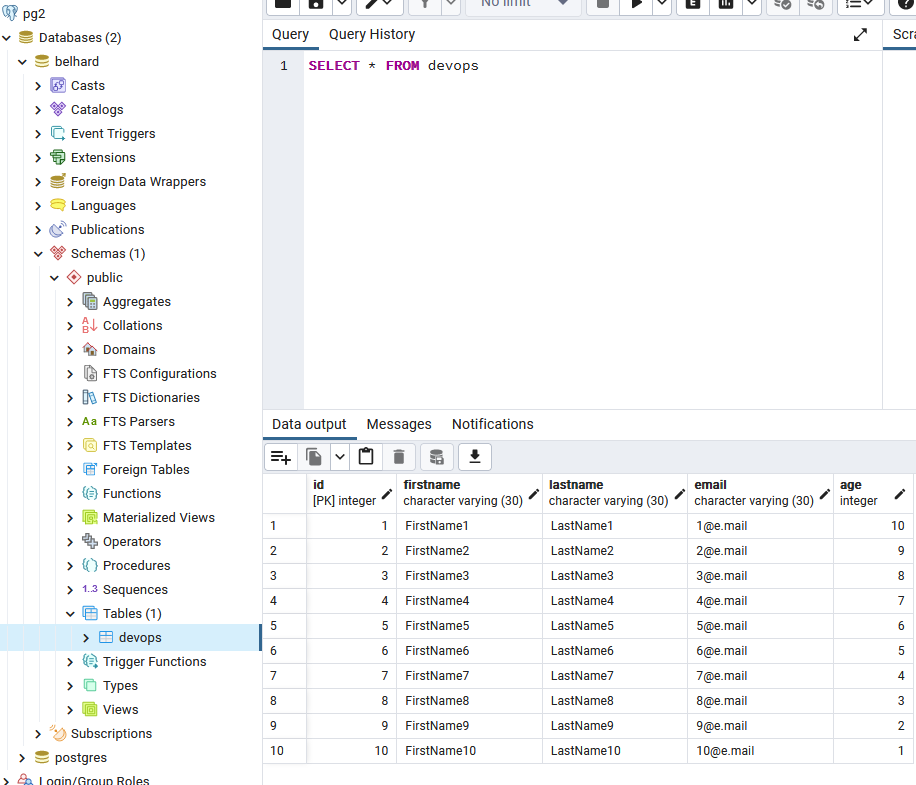 pg2
Databases (2)
belhard
Casts
Catalogs
Event Triggers
Extensions
Foreign Data Wrappers
Languages
Publications
Schemas (1)
public
Aggregates
Collations
Domains
FTS Configurations
FTS Dictionaries
Aa FTS Parsers
FTS Templates
Foreign Tables
Functions
Materialized Views
Operators
Procedures
1..3 Sequences
Tables (1)
devops
Trigger Functions
Types
Views
Subscriptions
postgres
Login/Group Roles
No limit
Query Query History
Scra
1 SELECT * FROM devops
Data output Messages Notifications
id firstname lastname email age
[PK] integer character varying (30) character varying (30) character varying (30) integer
1 1 FirstName1 LastName1 1@e.mail 10
2 2 FirstName2 LastName2 2@e.mail 9
3 3 FirstName3 LastName3 3@e.mail 8
4 4 FirstName4 LastName4 4@e.mail 7
5 5 FirstName5 LastName5 5@e.mail 6
6 6 FirstName6 LastName6 6@e.mail 5
7 7 FirstName7 LastName7 7@e.mail 4
8 8 FirstName8 LastName8 8@e.mail 3
9 9 FirstName9 LastName9 9@e.mail 2
10 10 FirstName10 LastName10 10@e.mail 1